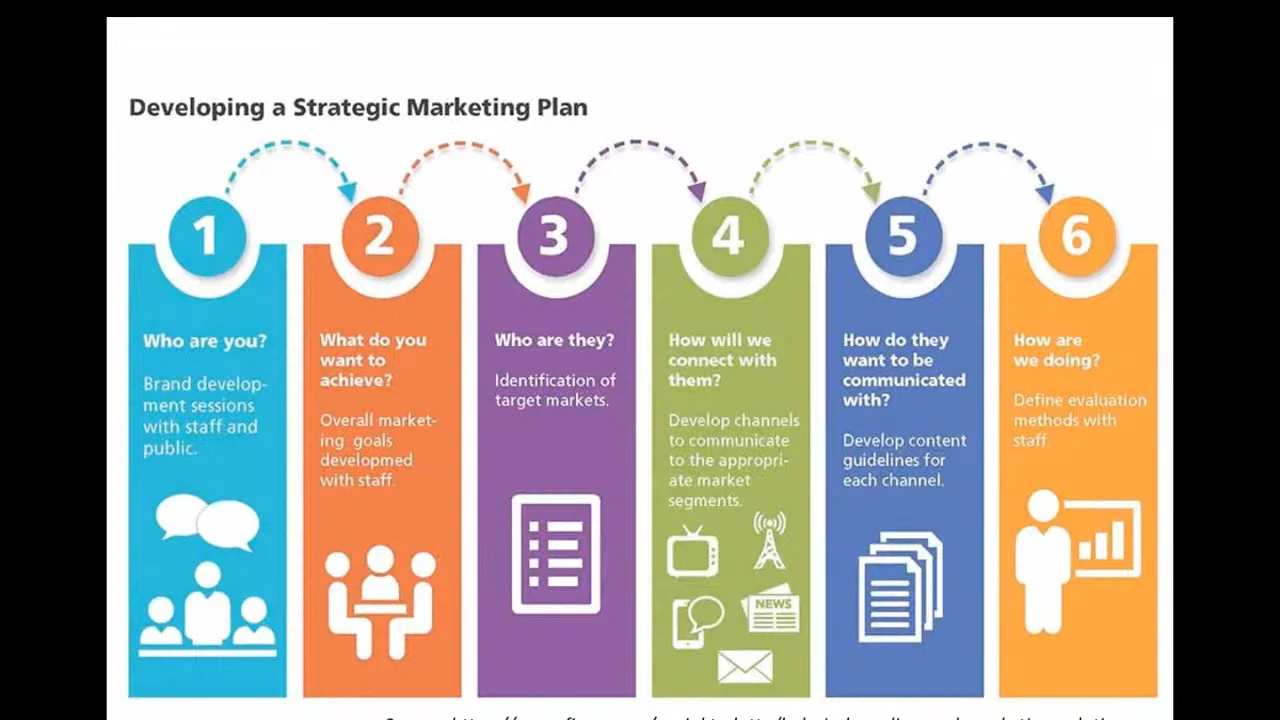 Developing a Strategic Marketing Plan
1
2
3
4
5
6
Who are you?
Brand develop-
ment sessions
with staff and
public.
What do you
want to
achieve?
Overall market-
ing goals
developmed
with staff.
Who are they?
Identification of
target markets.
How will we
connect with
them?
Develop channels
to communicate
to the appropri-
ate market
segments.
NEWS
How do they
want to be
communicated
with?
Develop content
guidelines for
each channel.
How are
we doing?
Define evaluation
methods with
staff.